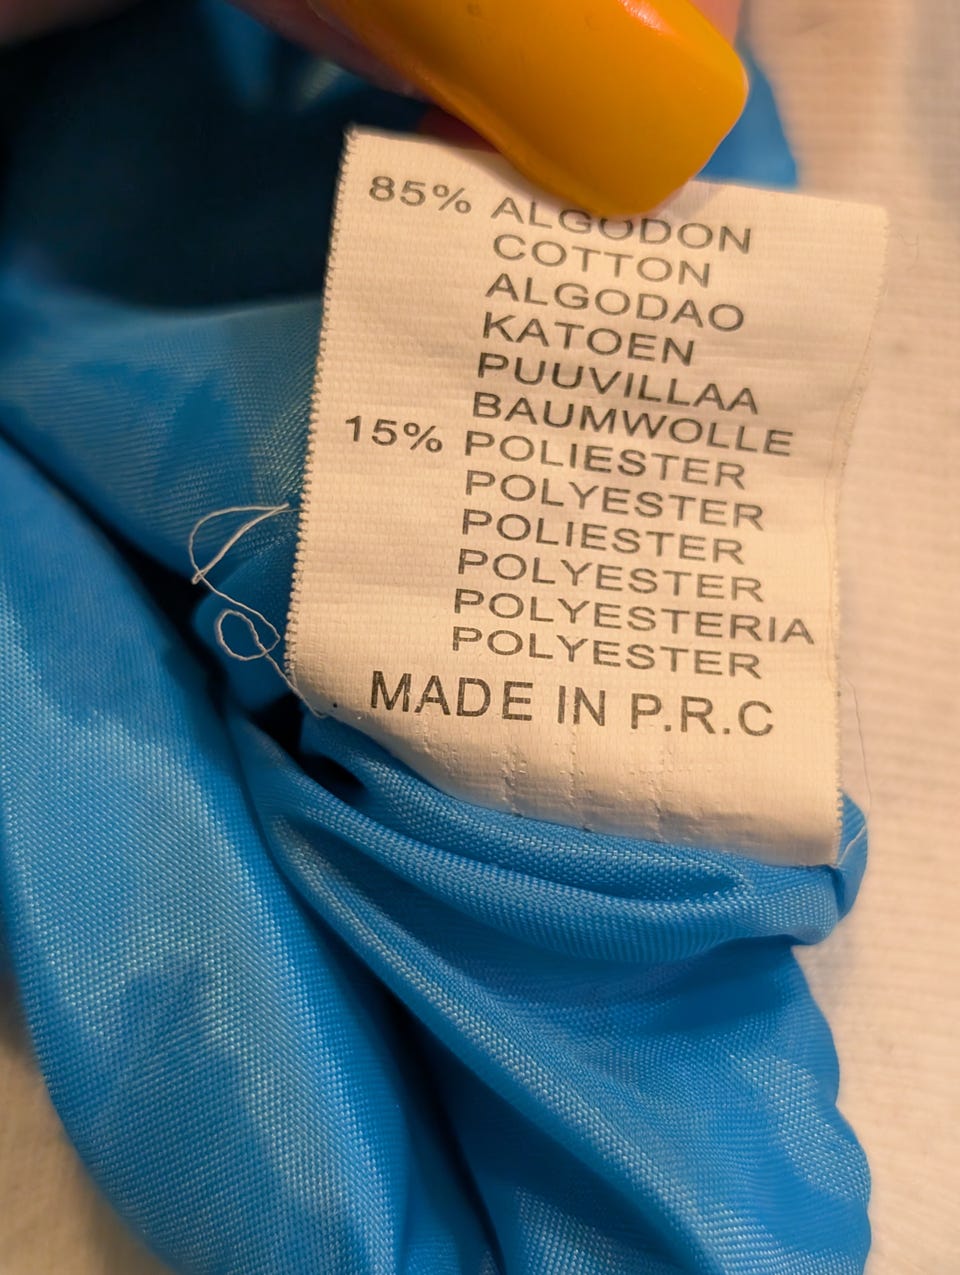 85% ALGODON
COTTON
ALGODAO
KATOEN
PUUVILLAA
BAUMWOLLE
15% POLIESTER
POLYESTER
POLIESTER
POLYESTER
POLYESTERIA
POLYESTER
MADE IN P.R.C